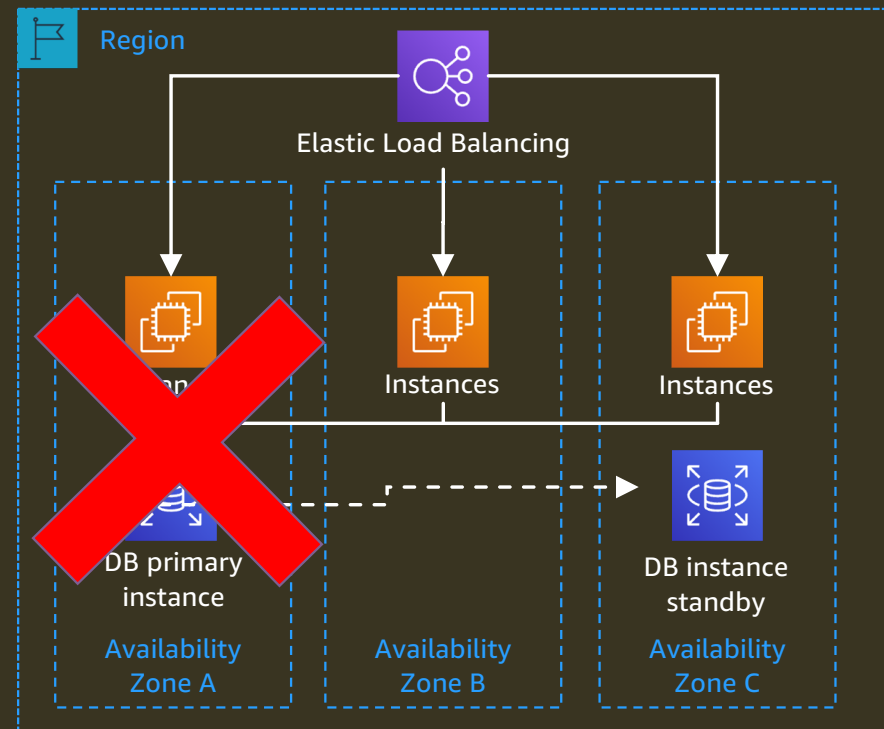 Region
Elastic Load Balancing
Instances
Instances
DB primary
instance
DB instance
standby
Availability
Zone A
Availability
Zone B
Availability
Zone C